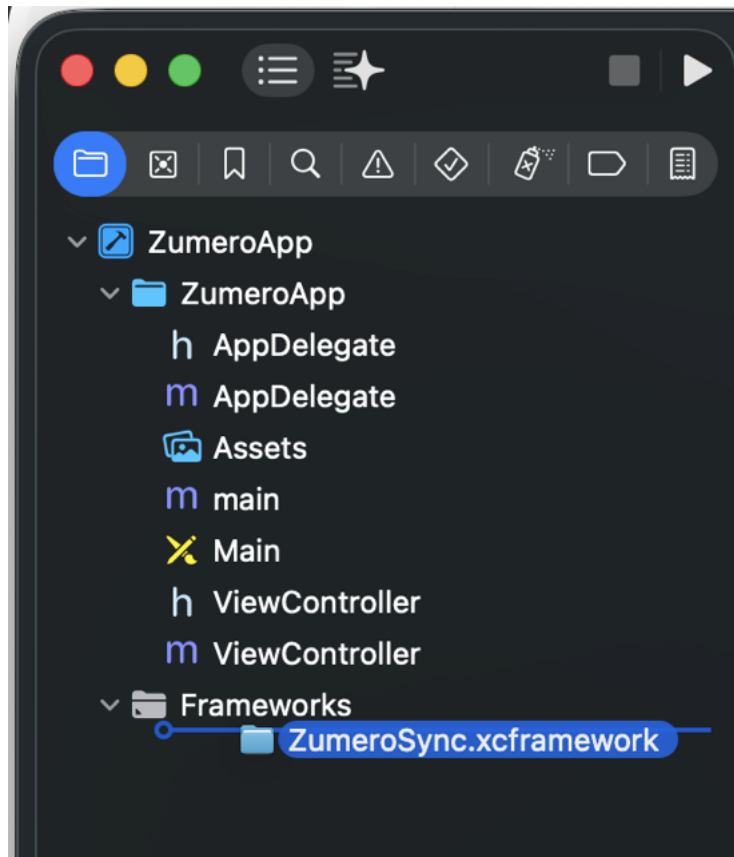 ZumeroApp
ZumeroApp
h AppDelegate
m AppDelegate
Assets
m main
Main
h ViewController
m ViewController
Frameworks
ZumeroSync.xcframework